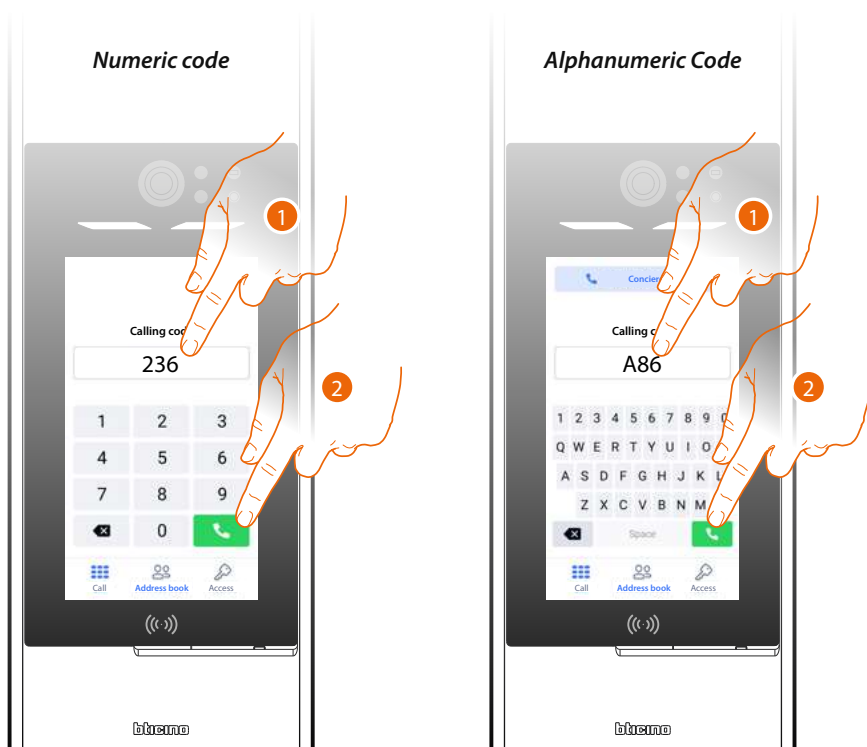 Numeric code
1
Calling cod
236
2
1 2 3
4 5 6
7 8 9
0
Call Address book Access
bticino
Alphanumeric Code
1
Concier
Calling c
A86
2
1 2 3 4 5 6 7 8 9 0
Q W E R T Y U I O
A S D F G H J K L
Z X C V B N M
Space
Call Address book Access
bticino